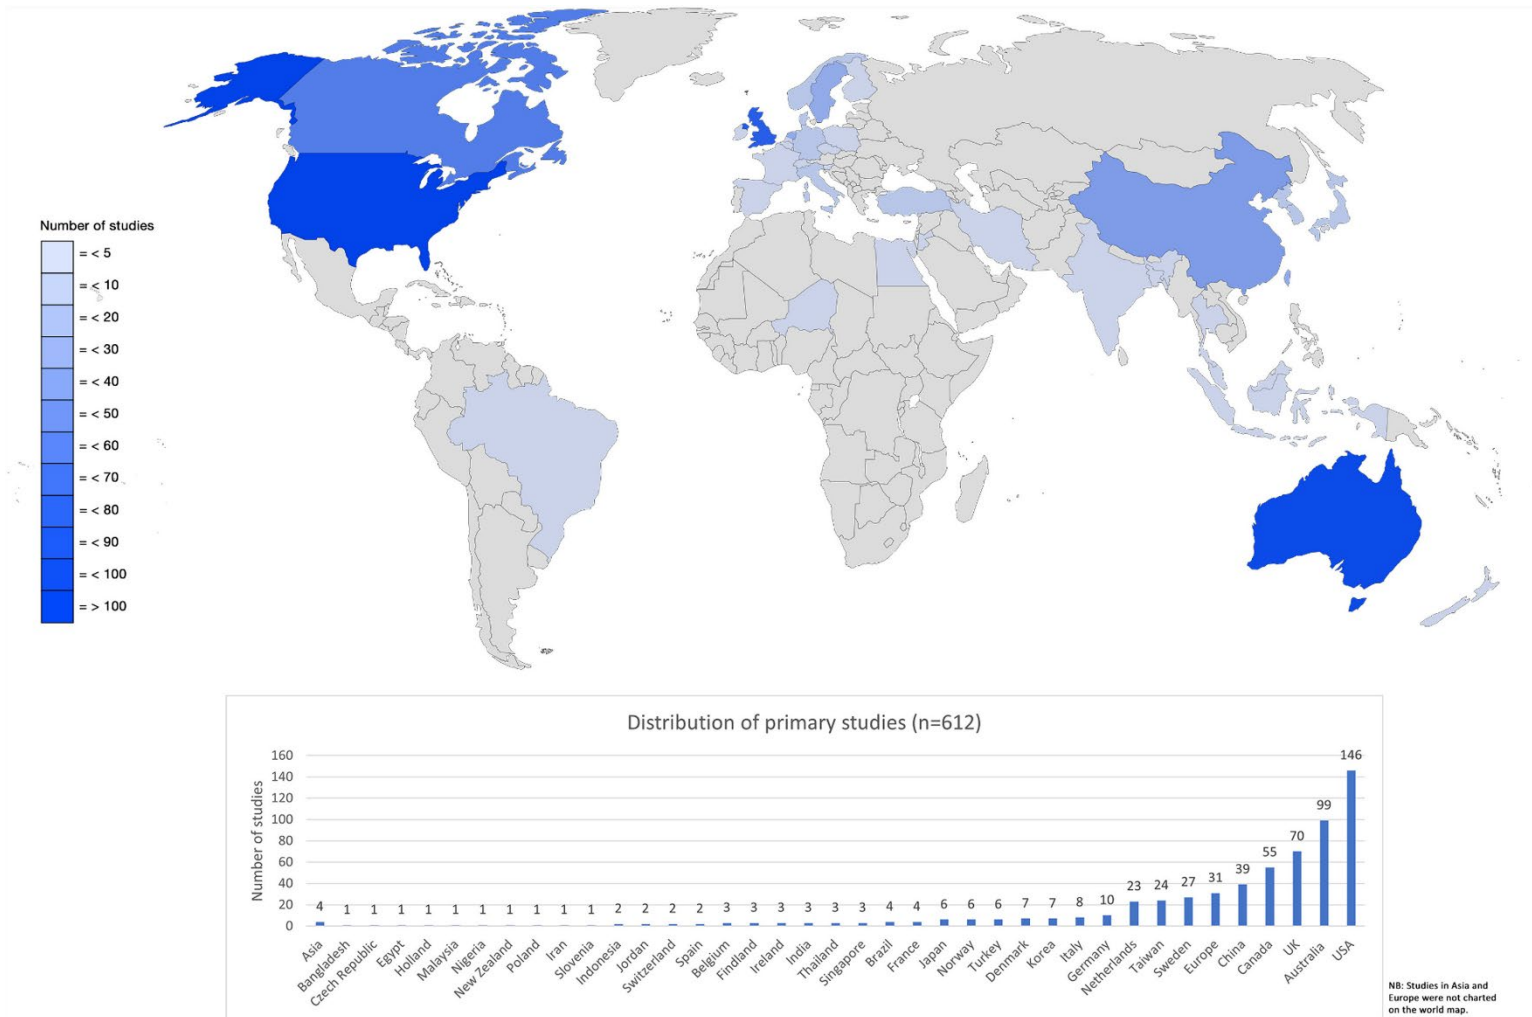 Number of studies
= < 5
= < 10
= < 20
= < 30
= < 40
= < 50
= < 60
= < 70
= < 80
= < 90
= < 100
= > 100
Distribution of primary studies (n=612)
Number of studies
160
140
120
100
80
60
40
20
0
4 1 1 1 1 1 1 1 1 1 1 2 2 2 2 3 3 3 3 3 3 4 4 6 6 6 7 7 8 10 23 24 27 31 39 55 70 99 146
Asia
Bangladesh
Czech Republic
Egypt
Holland
Malaysia
Nigeria
New Zealand
Poland
Iran
Slovenia
Indonesia
Jordan
Switzerland
Spain
Belgium
Findland
Ireland
India
Thailand
Singapore
Brazil
France
Japan
Norway
Turkey
Denmark
Korea
Italy
Germany
Netherlands
Taiwan
Sweden
Europe
China
Canada
UK
Australia
USA
NB: Studies in Asia and
Europe were not charted
on the world map.